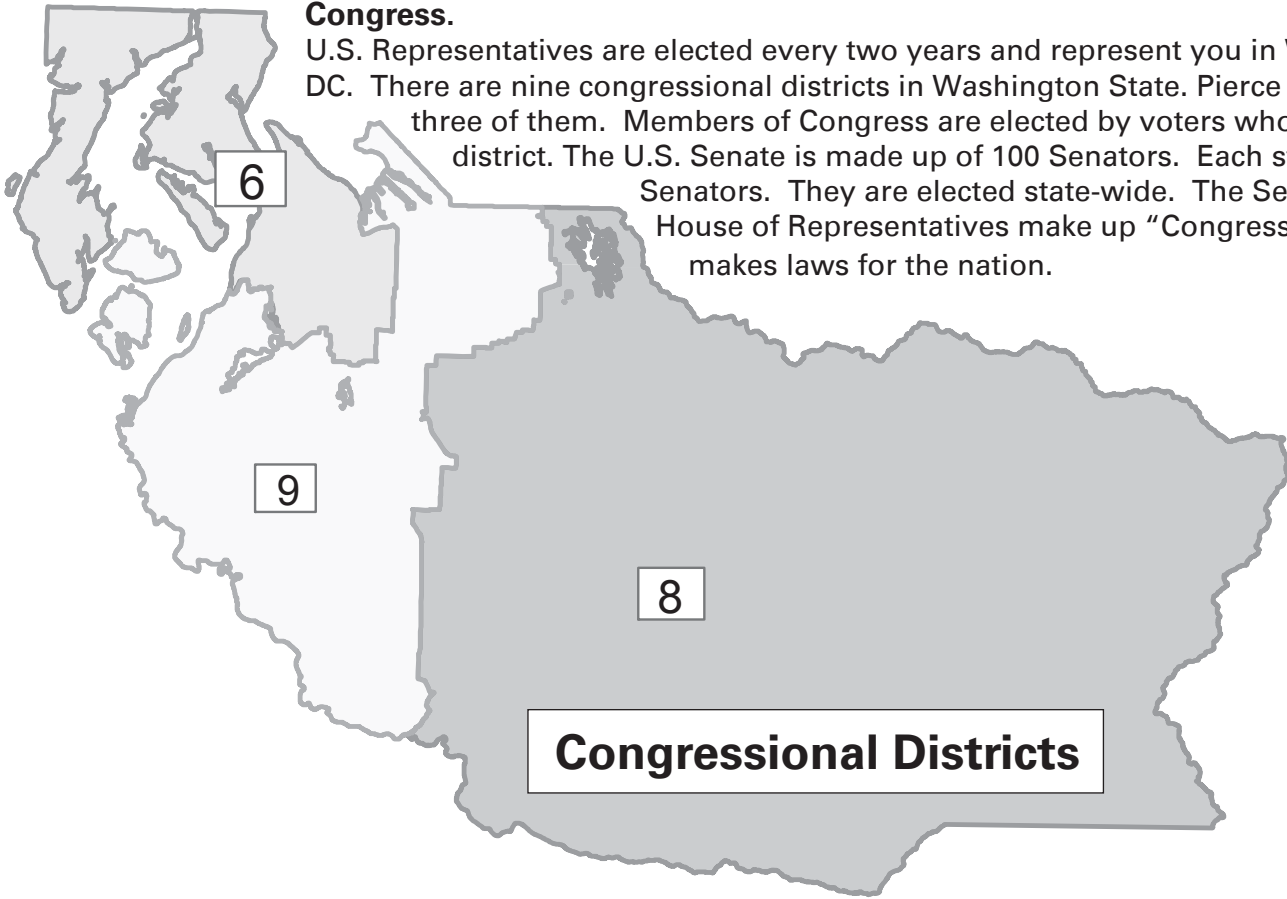 Congress.
U.S. Representatives are elected every two years and represent you in
DC. There are nine congressional districts in Washington State. Pierce
three of them. Members of Congress are elected by voters who
district. The U.S. Senate is made up of 100 Senators. Each
Senators. They are elected state-wide. The
House of Representatives make up “Congress
makes laws for the nation.
6
9
8
Congressional Districts